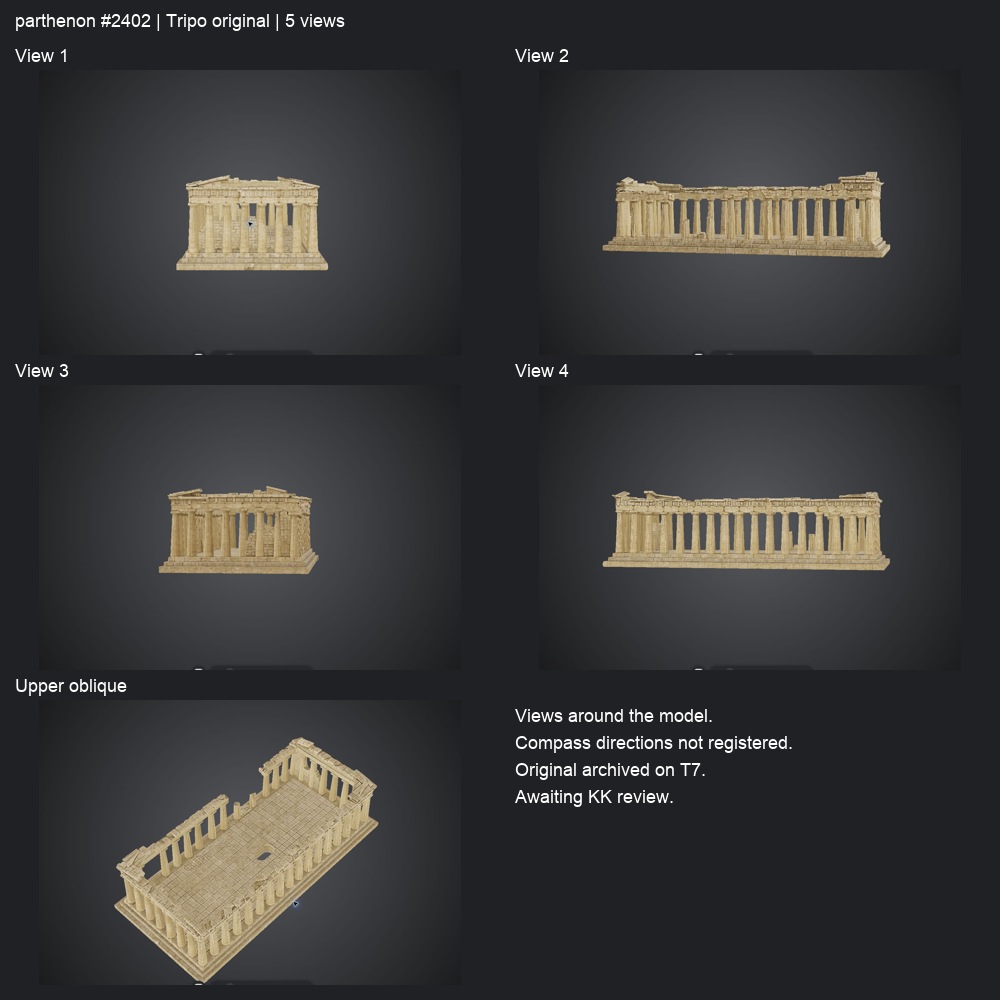 parthenon #2402 | Tripo original | 5 views
View 1
View 2
View 3
View 4
Upper oblique
Views around the model.
Compass directions not registered.
Original archived on T7.
Awaiting KK review.